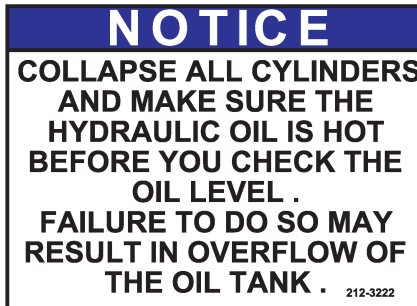 NOTICE
COLLAPSE ALL CYLINDERS
AND MAKE SURE THE
HYDRAULIC OIL IS HOT
BEFORE YOU CHECK THE
OIL LEVEL .
FAILURE TO DO SO MAY
RESULT IN OVERFLOW OF
THE OIL TANK .
212-3222